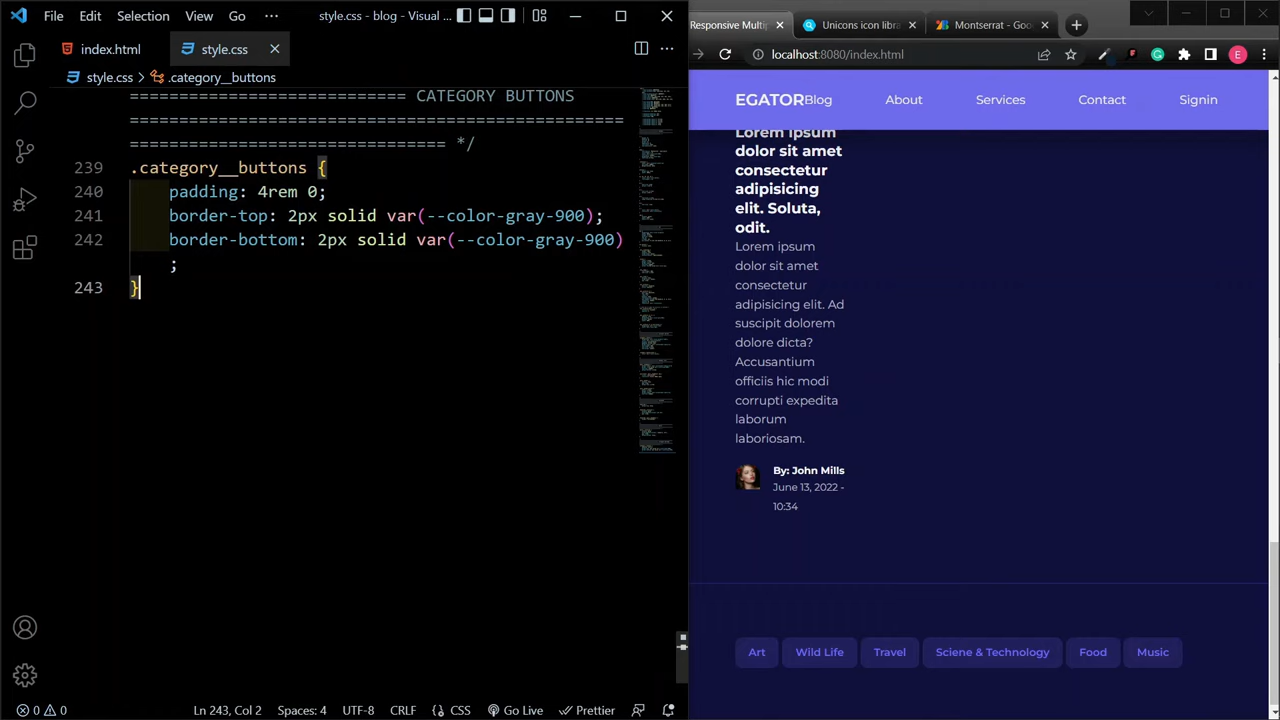 File Edit Selection View Go ··· style.css - blog - Visual ...
index.html style.css
style.css > .category__buttons
=========================== CATEGORY BUTTONS
==================================================
================================ */
239 .category__buttons {
240 padding: 4rem 0;
241 border-top: 2px solid var(--color-gray-900);
242 border-bottom: 2px solid var(--color-gray-900)
;
243 }
0 0 Ln 243, Col 2 Spaces: 4 UTF-8 CRLF {} CSS Go Live Prettier
Responsive Multip Unicons icon libra Montserrat - Goo
localhost:8080/index.html E
EGATOR Blog About Services Contact Signin
Lorem ipsum
dolor sit amet
consectetur
adipisicing
elit. Soluta,
odit.
Lorem ipsum
dolor sit amet
consectetur
adipisicing elit. Ad
suscipit dolorem
dolore dicta?
Accusantium
officiis hic modi
corrupti expedita
laborum
laboriosam.
By: John Mills
June 13, 2022 -
10:34
Art Wild Life Travel Sciene & Technology Food Music